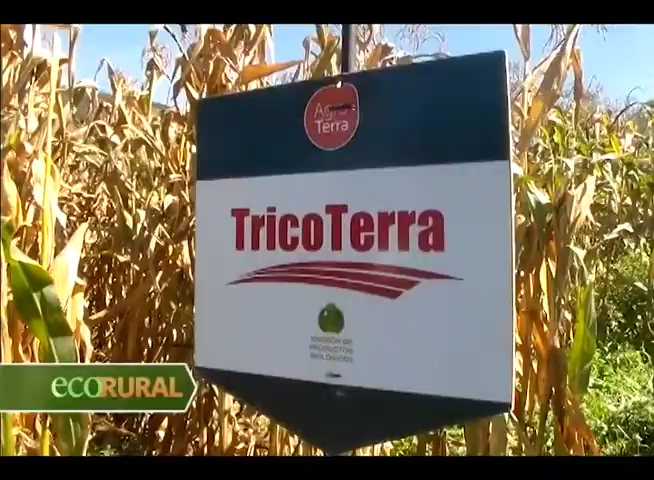 Agro
Terra
TricoTerra
DIVISIÓN DE
PRODUCTOS
BIOLÓGICOS
ecoRURAL